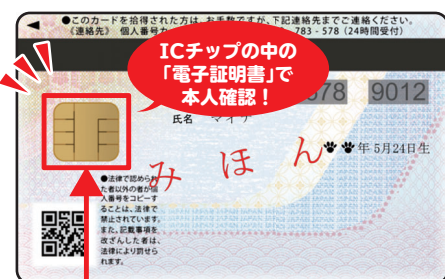 ●このカードを拾得された方は、お手数ですが、下記連絡先までご連絡ください。
《連絡先》 個人番号カ
783-578 (24時間受付)
ICチップの中の
「電子証明書」で
本人確認！
678 9012
氏名 マイナ
年 5月24日生
みほん
●法律で認められ
た者以外の者が個
人番号をコピーす
ることは、法律で
禁止されています。
また、記載事項を
改ざんした者は、
法律により罰せら
れます。